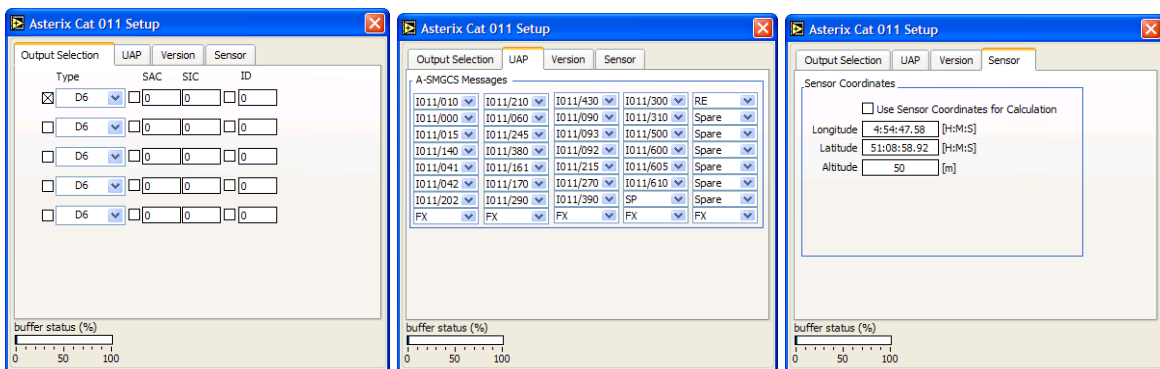 Asterix Cat 011 Setup
Output Selection UAP Version Sensor
Type SAC SIC ID
D6 0 0 0
D6 0 0 0
D6 0 0 0
D6 0 0 0
D6 0 0 0
buffer status (%)
0 50 100
Asterix Cat 011 Setup
Output Selection UAP Version Sensor
A-SMGCS Messages
I011/010 I011/210 I011/430 I011/300 RE
I011/000 I011/060 I011/090 I011/310 Spare
I011/015 I011/245 I011/093 I011/500 Spare
I011/140 I011/380 I011/092 I011/600 Spare
I011/041 I011/161 I011/215 I011/605 Spare
I011/042 I011/170 I011/270 I011/610 Spare
I011/202 I011/290 I011/390 SP Spare
FX FX FX FX FX
buffer status (%)
0 50 100
Asterix Cat 011 Setup
Output Selection UAP Version Sensor
Sensor Coordinates
Use Sensor Coordinates for Calculation
Longitude 4:54:47.58 [H:M:S]
Latitude 51:08:58.92 [H:M:S]
Altitude 50 [m]
buffer status (%)
0 50 100